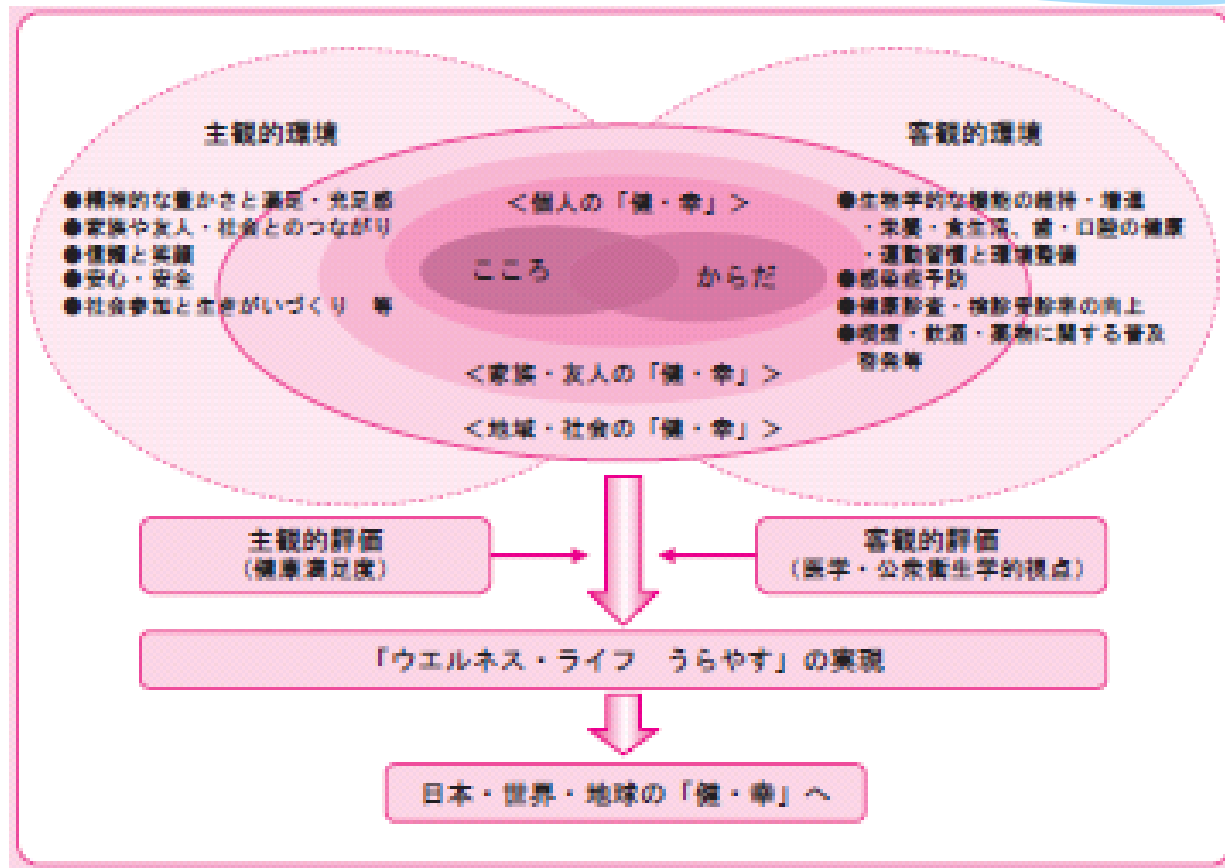 主観的環境
●精神的な豊かさと満足・充足感
●家族や友人・社会とのつながり
●信頼と笑顔
●安心・安全
●社会参加と生きがいづくり　等
客観的環境
●生物学的な機能の維持・増進
・栄養・食生活、歯・口腔の健康
・運動習慣と環境整備
●感染症予防
●健康診査・検診受診率の向上
●喫煙・飲酒・薬物に関する普及
啓発等
＜個人の「健・幸」＞
こころ
からだ
＜家族・友人の「健・幸」＞
＜地域・社会の「健・幸」＞
主観的評価
（健康満足度）
客観的評価
（医学・公衆衛生学的視点）
「ウエルネス・ライフ　うらやす」の実現
日本・世界・地球の「健・幸」へ